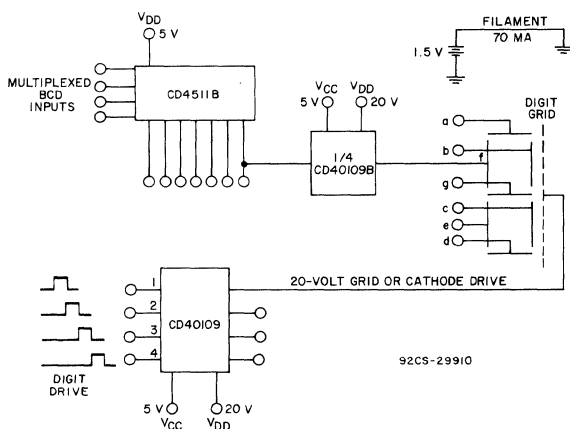 VDD
5 V
MULTIPLEXED
BCD
INPUTS
CD4511B
FILAMENT
70 MA
1.5 V
VCC
5 V
VDD
20 V
1/4
CD40109B
DIGIT
GRID
a
b
f
g
c
e
d
20-VOLT GRID OR CATHODE DRIVE
1
2
3
4
CD40109
DIGIT
DRIVE
5 V
VCC
20 V
VDD
92CS-29910